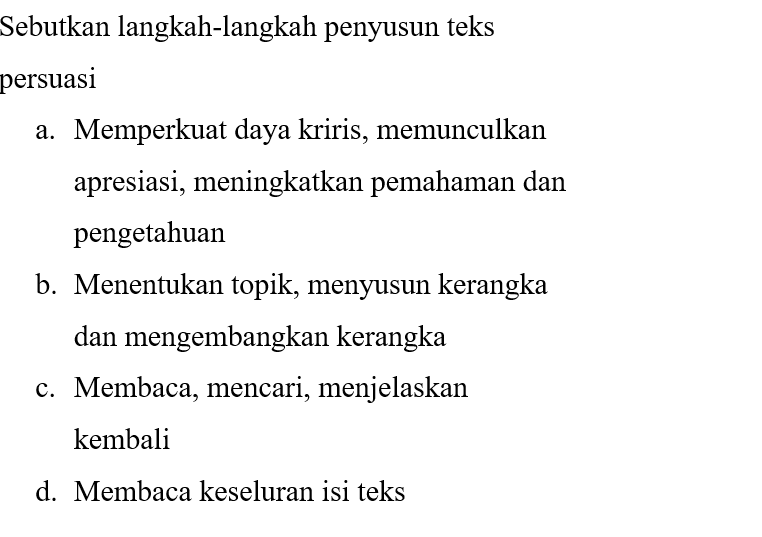 Sebutkan langkah-langkah penyusun teks
persuasi
a. Memperkuat daya kriris, memunculkan
apresiasi, meningkatkan pemahaman dan
pengetahuan
b. Menentukan topik, menyusun kerangka
dan mengembangkan kerangka
c. Membaca, mencari, menjelaskan
kembali
d. Membaca keseluran isi teks